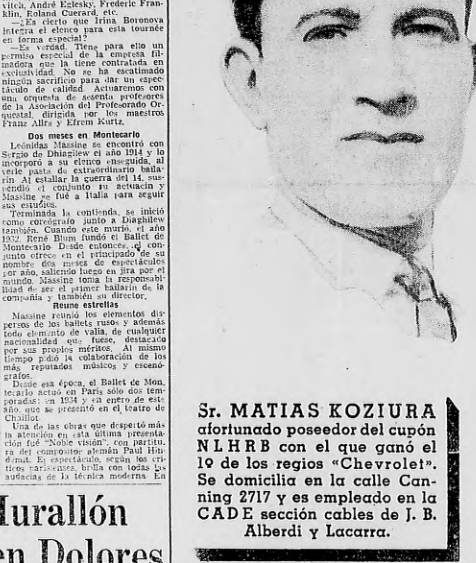 vitch, André Eglesky, Frederic Fran-
klin, Roland Guerard, etc.
—¿Es cierto que Irina Boronova
integra el elenco para esta tournée
en forma especial?
—Es verdad. Tiene para ello un
permiso especial de la empresa fil-
madora que la tiene contratada en
exclusividad. No se ha escatimado
ningún sacrificio para dar un espec-
táculo de calidad. Actuaremos con
una orquesta de sesenta profesores
de la Asociación del Profesorado Or-
questal, dirigida por los maestros
Franz Allrs y Efrem Kurtz.
Dos meses en Montecarlo
Leónidas Massine se encontró con
Sergio de Dhiagilew el año 1914 y lo
incorporó a su elenco enseguida, al
verle pasta de extraordinario baila-
rin Al estallar la guerra del 14, sus-
pendió el conjunto su actuacin y
Massine se fué a Italia para seguir
sus estudios.
Terminada la contienda, se inició
como coreógrafo junto a Diaghilew
también. Cuando este murió, el año
1932, René Blum fundó el Ballet de
Montecarlo Desde entonces, el con-
junto ofrece en el principado de su
nombre dos meses de espectáculos
por año, saliendo luego en jira por el
mundo. Massine toma la responsabi-
lidad de ser el primer bailarín de la
compañía y también su director.
Reune estrellas
Massine reunió los elementos dis-
persos de los ballets rusos y además
todo elemento de valía, de cualquier
nacionalidad que fuese, destacado
por sus propios méritos. Al mismo
tiempo pidió la colaboración de los
más reputados músicos y escenó-
grafos.
Desde esa época, el Ballet de Mon,
tecarlo actuó en París sólo dos tem-
poradas: en 1934 y en enero de este
año, que se presentó en el teatro de
Chaillot.
Una de las obras que despertó más
la atención en esta última presenta-
ción fué "Noble visión", con partitu.
ra del compositor alemán Paul Hin-
demit. El espectáculo, según los cri-
ticos parisenses, brilla con todas las
audacias de la técnica moderna En
Murallón
en Dolores
Sr. MATIAS KOZIURA
afortunado poseedor del cupón
NLHRB con el que ganó el
1º de los regios «Chevrolet».
Se domicilia en la calle Can-
ning 2717 y es empleado en la
CADE sección cables de J. B.
Alberdi y Lacarra.